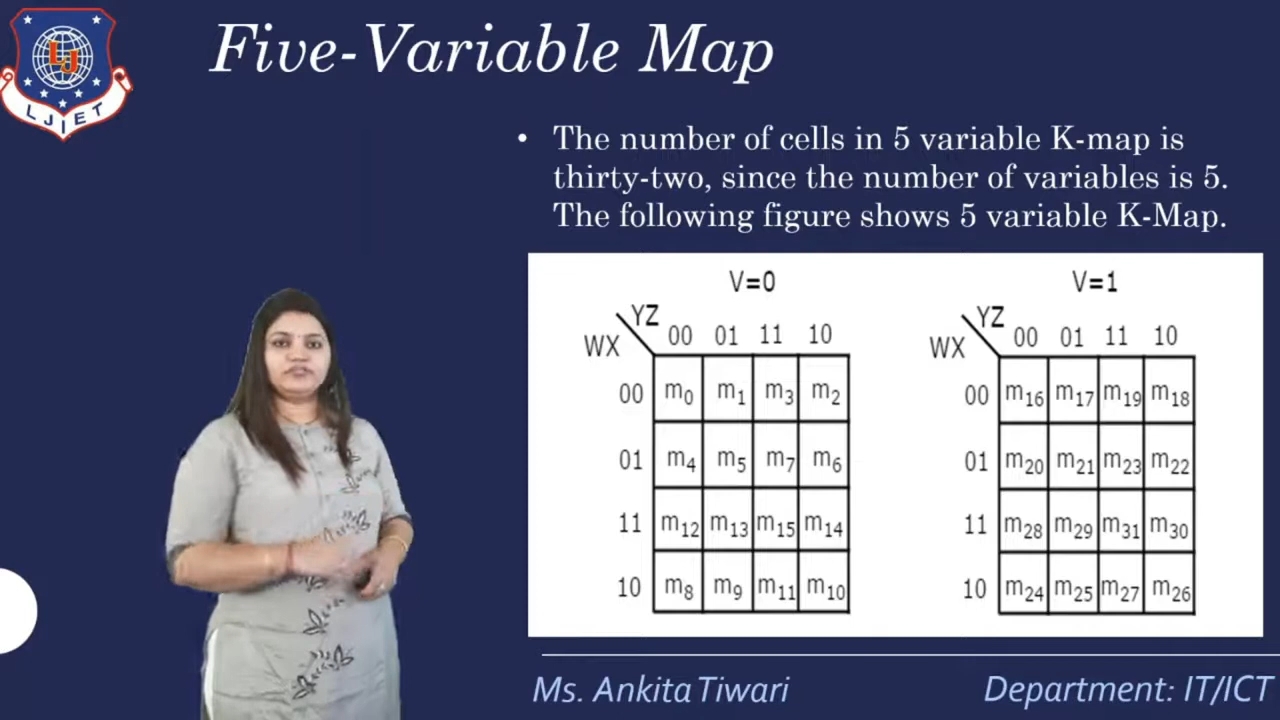 Five-Variable Map
LJIET
• The number of cells in 5 variable K-map is
thirty-two, since the number of variables is 5.
The following figure shows 5 variable K-Map.
V=0
YZ
WX
00 01 11 10
00 m0 m1 m3 m2
01 m4 m5 m7 m6
11 m12 m13 m15 m14
10 m8 m9 m11 m10
V=1
YZ
WX
00 01 11 10
00 m16 m17 m19 m18
01 m20 m21 m23 m22
11 m28 m29 m31 m30
10 m24 m25 m27 m26
Ms. Ankita Tiwari
Department: IT/ICT